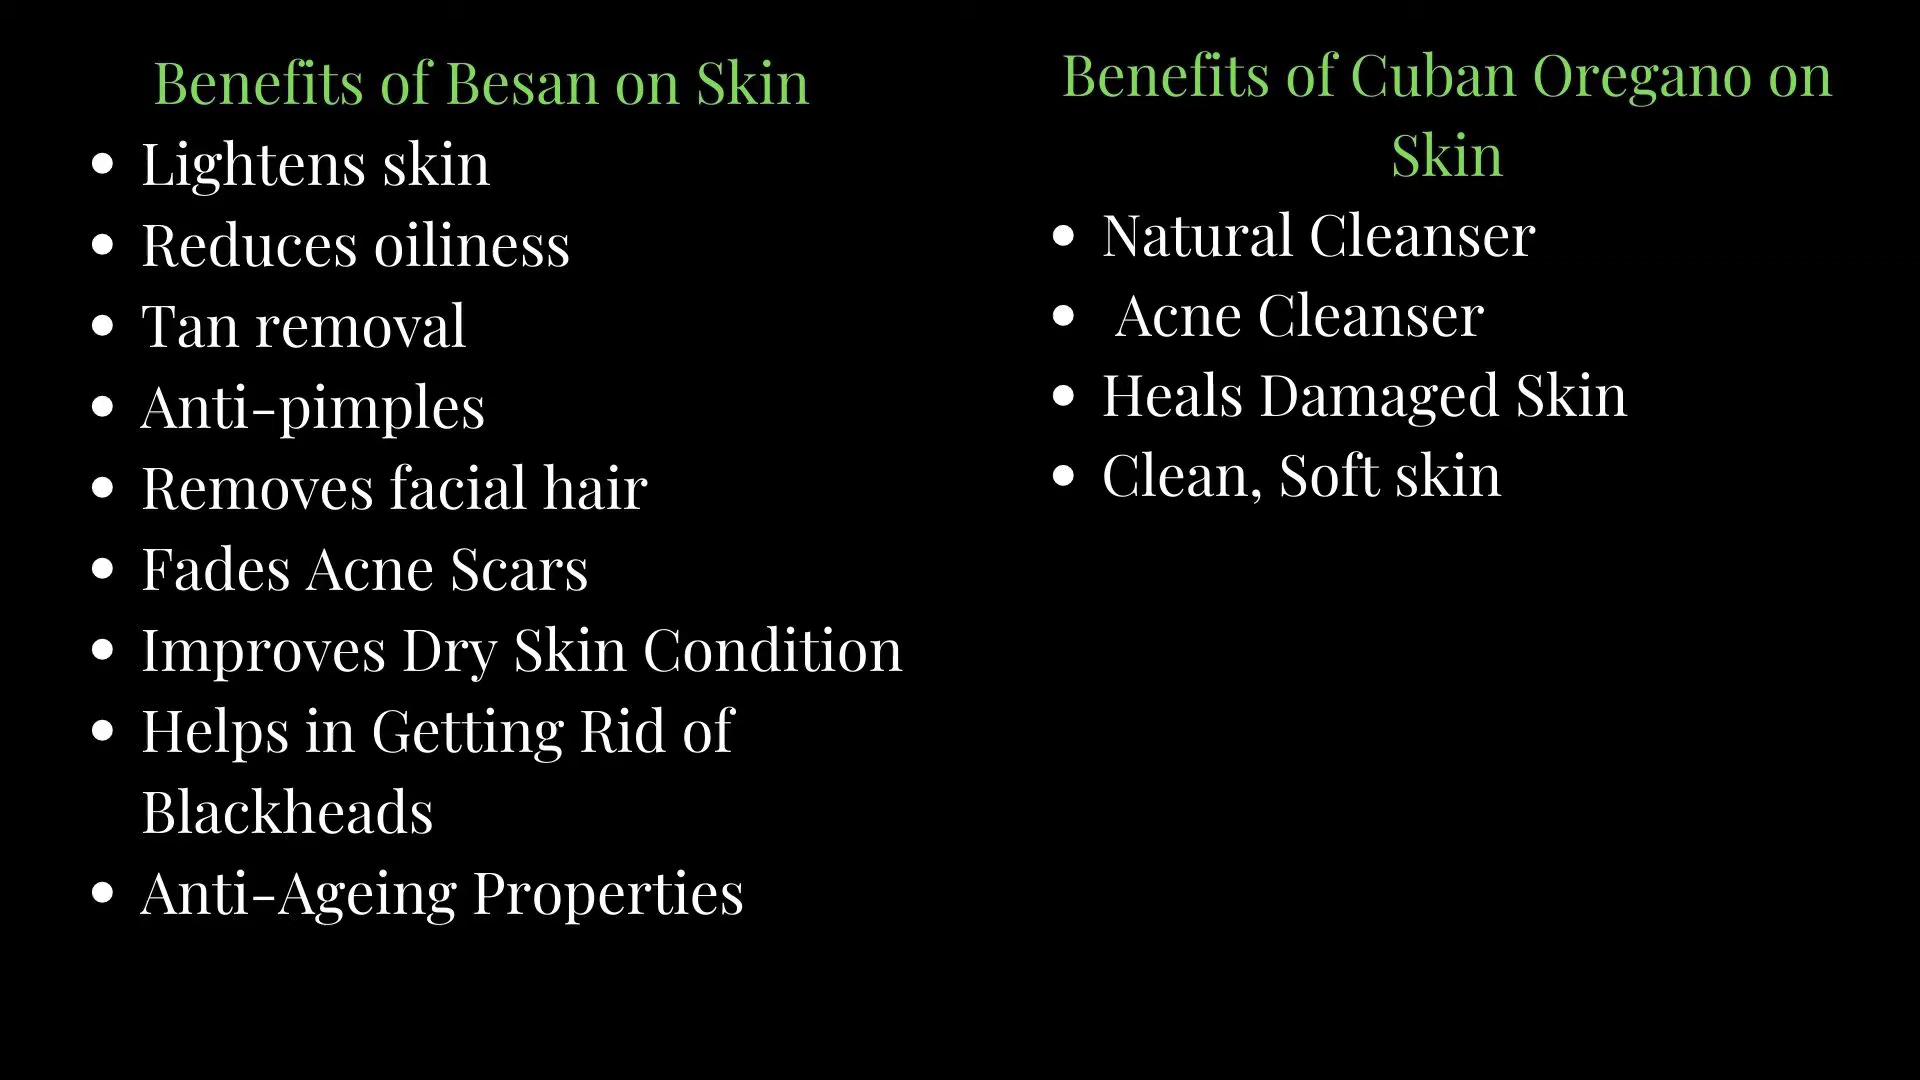 Benefits of Besan on Skin
• Lightens skin
• Reduces oiliness
• Tan removal
• Anti-pimples
• Removes facial hair
• Fades Acne Scars
• Improves Dry Skin Condition
• Helps in Getting Rid of
Blackheads
• Anti-Ageing Properties
Benefits of Cuban Oregano on
Skin
• Natural Cleanser
• Acne Cleanser
• Heals Damaged Skin
• Clean, Soft skin